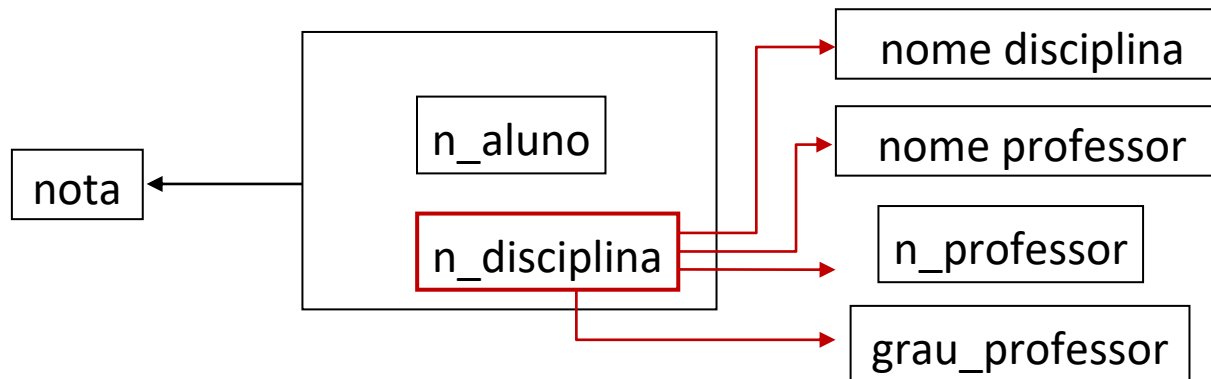 nome disciplina
n_aluno
nome professor
nota
n_disciplina
n_professor
grau_professor